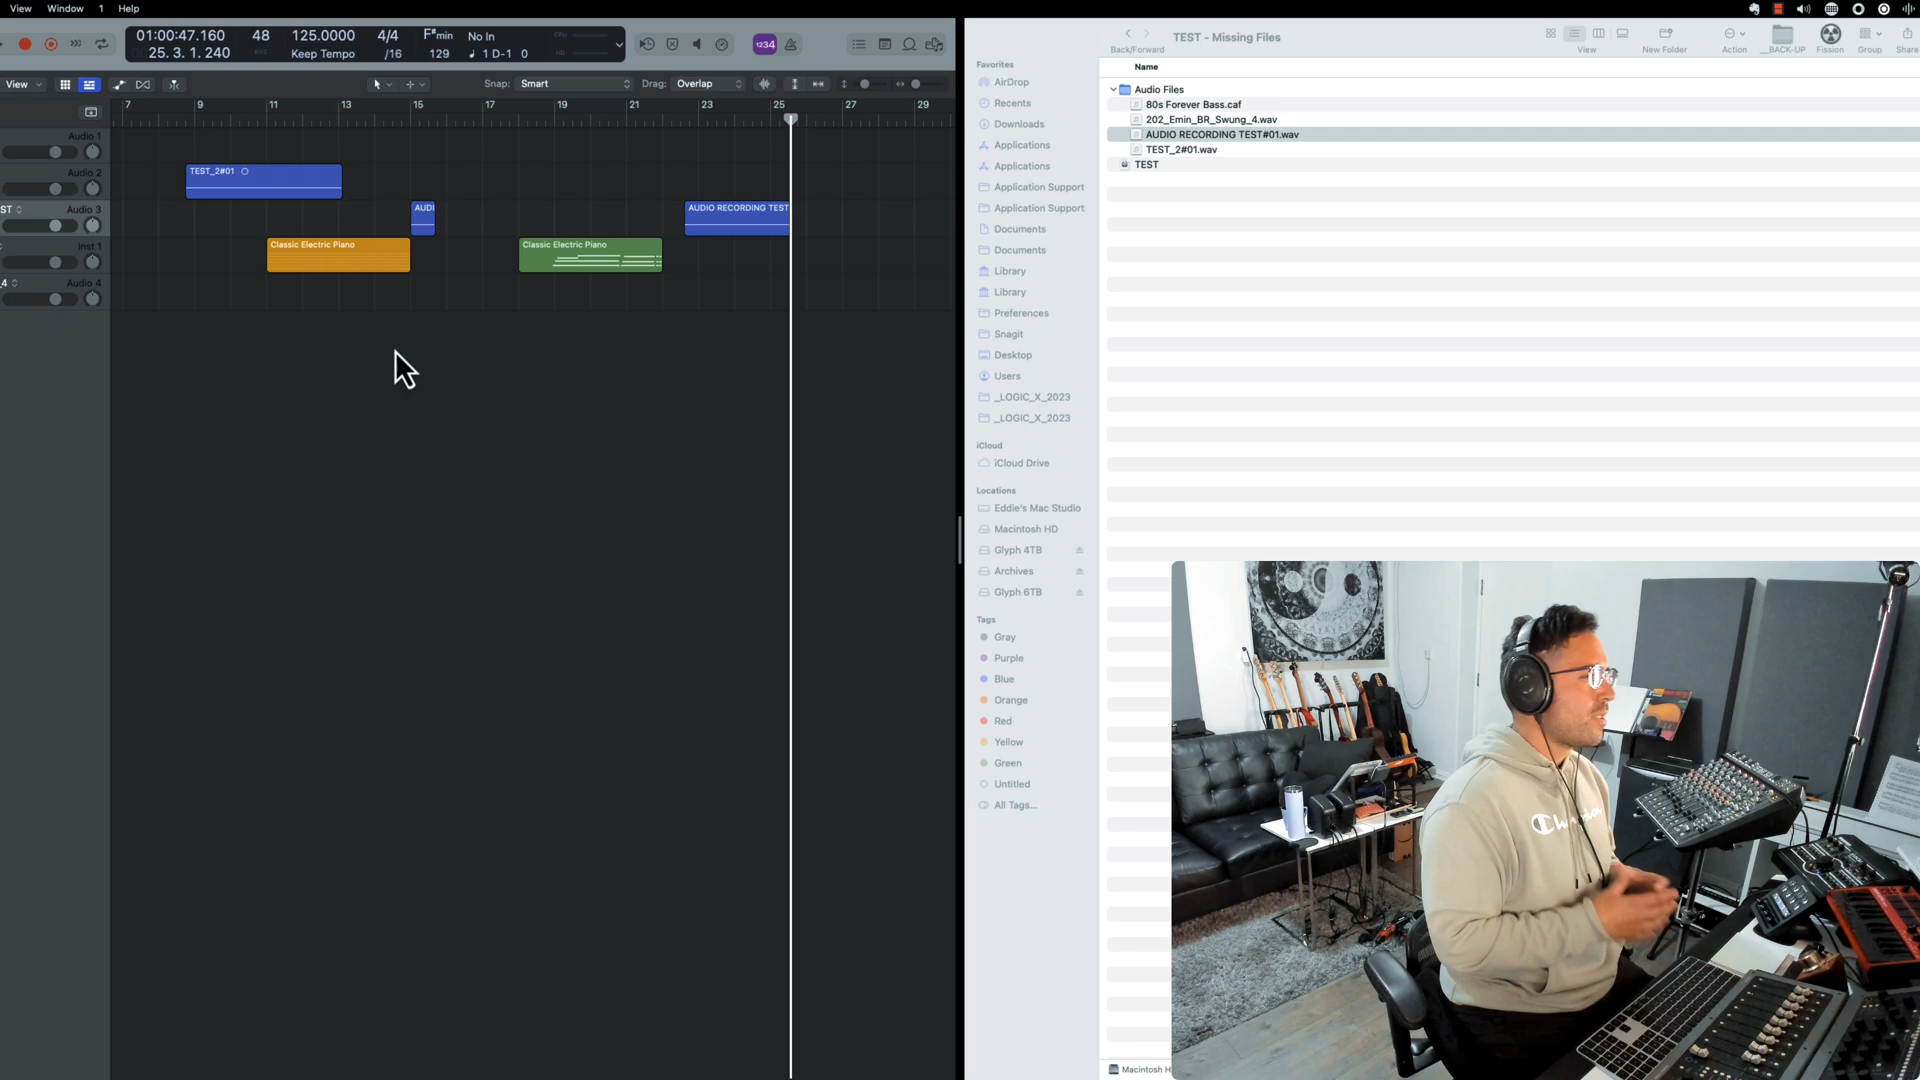 View Window 1 Help
01:00:47.160 48 125.0000 4/4 F#min No In CPU
25. 3. 1. 240 Keep Tempo /16 129 1 D-1 0
1234
View Snap: Smart Drag: Overlap
7 9 11 13 15 17 19 21 23 25 27 29
Audio 1
Audio 2
TEST_2#01
ST Audio 3
AUDI
AUDIO RECORDING TEST
Inst 1
Classic Electric Piano
Classic Electric Piano
_4 Audio 4
Back/Forward
TEST - Missing Files
View New Folder Action __BACK-UP Fission Group Share
Favorites
AirDrop
Recents
Downloads
Applications
Applications
Application Support
Application Support
Documents
Documents
Library
Library
Preferences
Snagit
Desktop
Users
_LOGIC_X_2023
_LOGIC_X_2023
iCloud
iCloud Drive
Locations
Eddie's Mac Studio
Macintosh HD
Glyph 4TB
Archives
Glyph 6TB
Tags
Gray
Purple
Blue
Orange
Red
Yellow
Green
Untitled
All Tags...
Name
Audio Files
80s Forever Bass.caf
202_Emin_BR_Swung_4.wav
AUDIO RECORDING TEST#01.wav
TEST_2#01.wav
TEST
Macintosh H
Champion